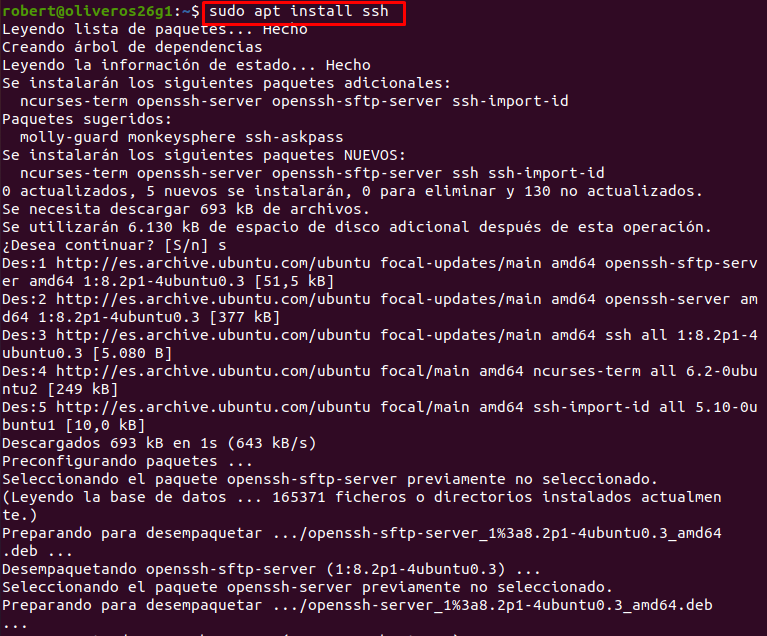 robert@oliveros26g1:~$ sudo apt install ssh
Leyendo lista de paquetes... Hecho
Creando árbol de dependencias
Leyendo la información de estado... Hecho
Se instalarán los siguientes paquetes adicionales:
  ncurses-term openssh-server openssh-sftp-server ssh-import-id
Paquetes sugeridos:
  molly-guard monkeysphere ssh-askpass
Se instalarán los siguientes paquetes NUEVOS:
  ncurses-term openssh-server openssh-sftp-server ssh ssh-import-id
0 actualizados, 5 nuevos se instalarán, 0 para eliminar y 130 no actualizados.
Se necesita descargar 693 kB de archivos.
Se utilizarán 6.130 kB de espacio de disco adicional después de esta operación.
¿Desea continuar? [S/n] s
Des:1 http://es.archive.ubuntu.com/ubuntu focal-updates/main amd64 openssh-sftp-serv
er amd64 1:8.2p1-4ubuntu0.3 [51,5 kB]
Des:2 http://es.archive.ubuntu.com/ubuntu focal-updates/main amd64 openssh-server am
d64 1:8.2p1-4ubuntu0.3 [377 kB]
Des:3 http://es.archive.ubuntu.com/ubuntu focal-updates/main amd64 ssh all 1:8.2p1-4
ubuntu0.3 [5.080 B]
Des:4 http://es.archive.ubuntu.com/ubuntu focal/main amd64 ncurses-term all 6.2-0ubu
ntu2 [249 kB]
Des:5 http://es.archive.ubuntu.com/ubuntu focal/main amd64 ssh-import-id all 5.10-0u
buntu1 [10,0 kB]
Descargados 693 kB en 1s (643 kB/s)
Preconfigurando paquetes ...
Seleccionando el paquete openssh-sftp-server previamente no seleccionado.
(Leyendo la base de datos ... 165371 ficheros o directorios instalados actualmen
te.)
Preparando para desempaquetar .../openssh-sftp-server_1%3a8.2p1-4ubuntu0.3_amd64
.deb ...
Desempaquetando openssh-sftp-server (1:8.2p1-4ubuntu0.3) ...
Seleccionando el paquete openssh-server previamente no seleccionado.
Preparando para desempaquetar .../openssh-server_1%3a8.2p1-4ubuntu0.3_amd64.deb
...